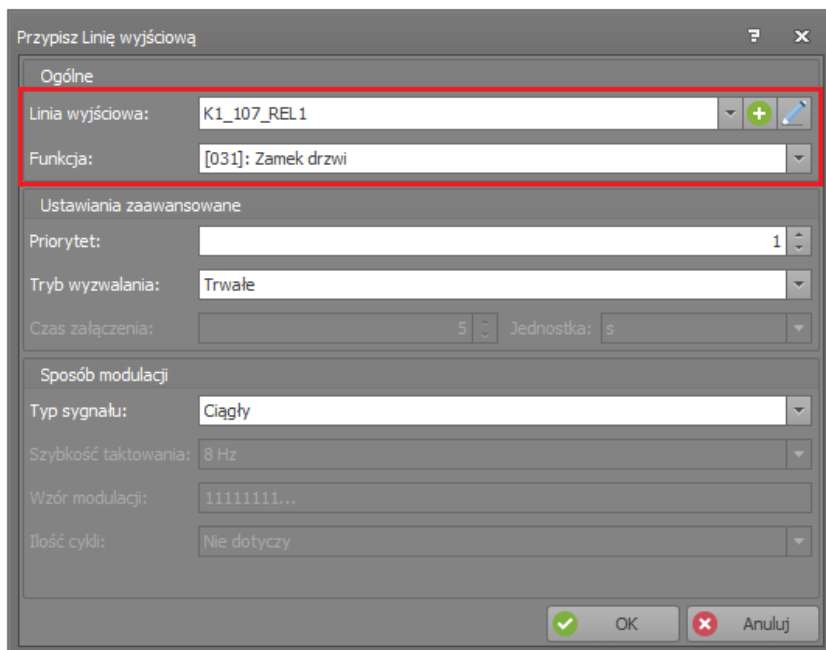 Przypisz Linię wyjściową
Ogólne
Linia wyjściowa: K1_107_REL1
Funkcja: [031]: Zamek drzwi
Ustawiania zaawansowane
Priorytet: 1
Tryb wyzwalania: Trwałe
Czas załączenia: 5 Jednostka: s
Sposób modulacji
Typ sygnału: Ciągły
Szybkość taktowania: 8 Hz
Wzór modulacji: 11111111...
Ilość cykli: Nie dotyczy
OK Anuluj